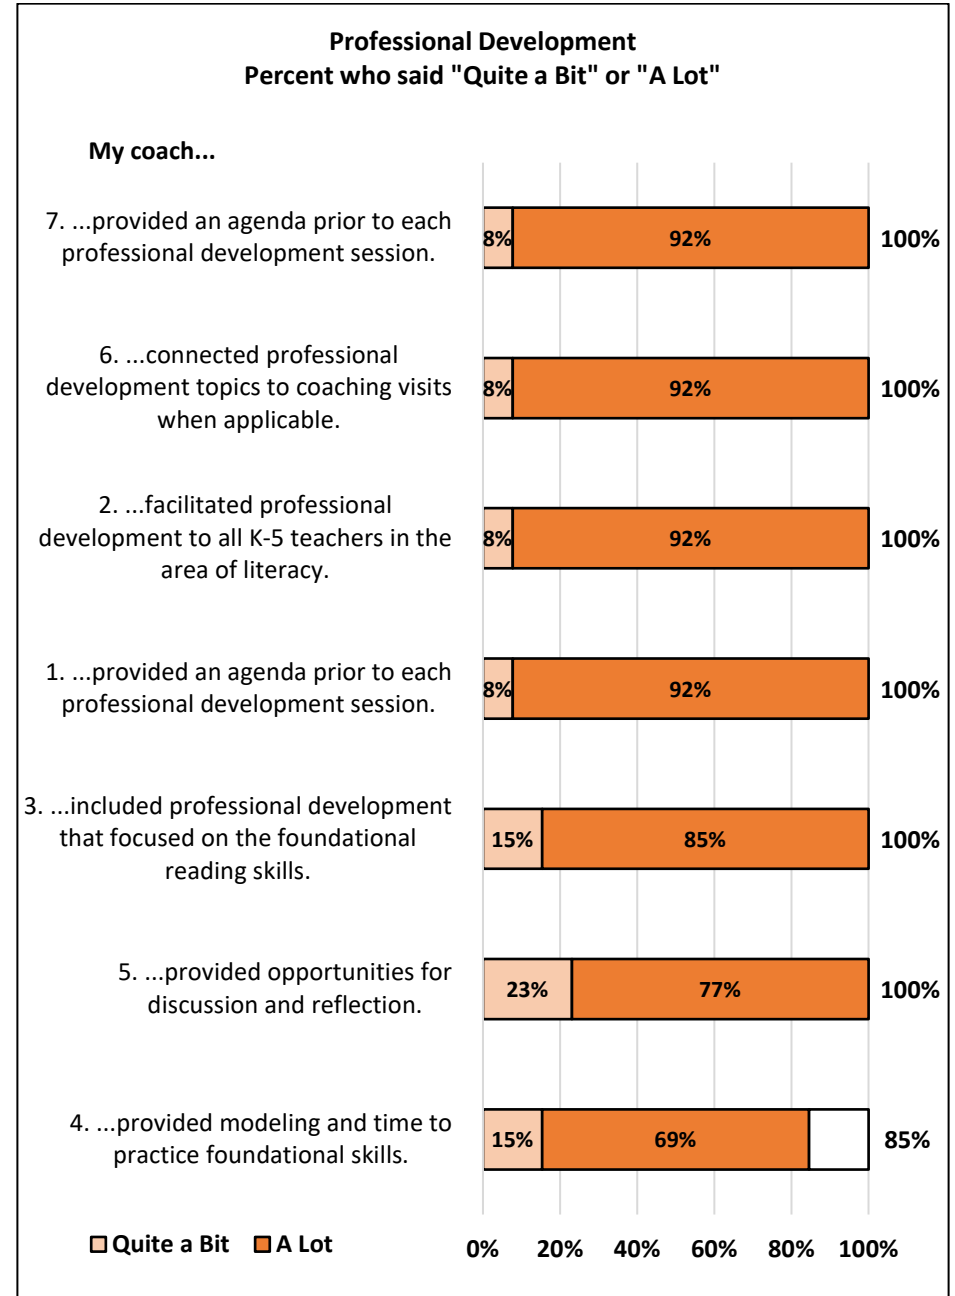 Professional Development
Percent who said "Quite a Bit" or "A Lot"
My coach...
7. ...provided an agenda prior to each
professional development session.
8%
92%
100%
6. ...connected professional
development topics to coaching visits
when applicable.
8%
92%
100%
2. ...facilitated professional
development to all K-5 teachers in the
area of literacy.
8%
92%
100%
1. ...provided an agenda prior to each
professional development session.
8%
92%
100%
3. ...included professional development
that focused on the foundational
reading skills.
15%
85%
100%
5. ...provided opportunities for
discussion and reflection.
23%
77%
100%
4. ...provided modeling and time to
practice foundational skills.
15%
69%
85%
Quite a Bit A Lot
0% 20% 40% 60% 80% 100%